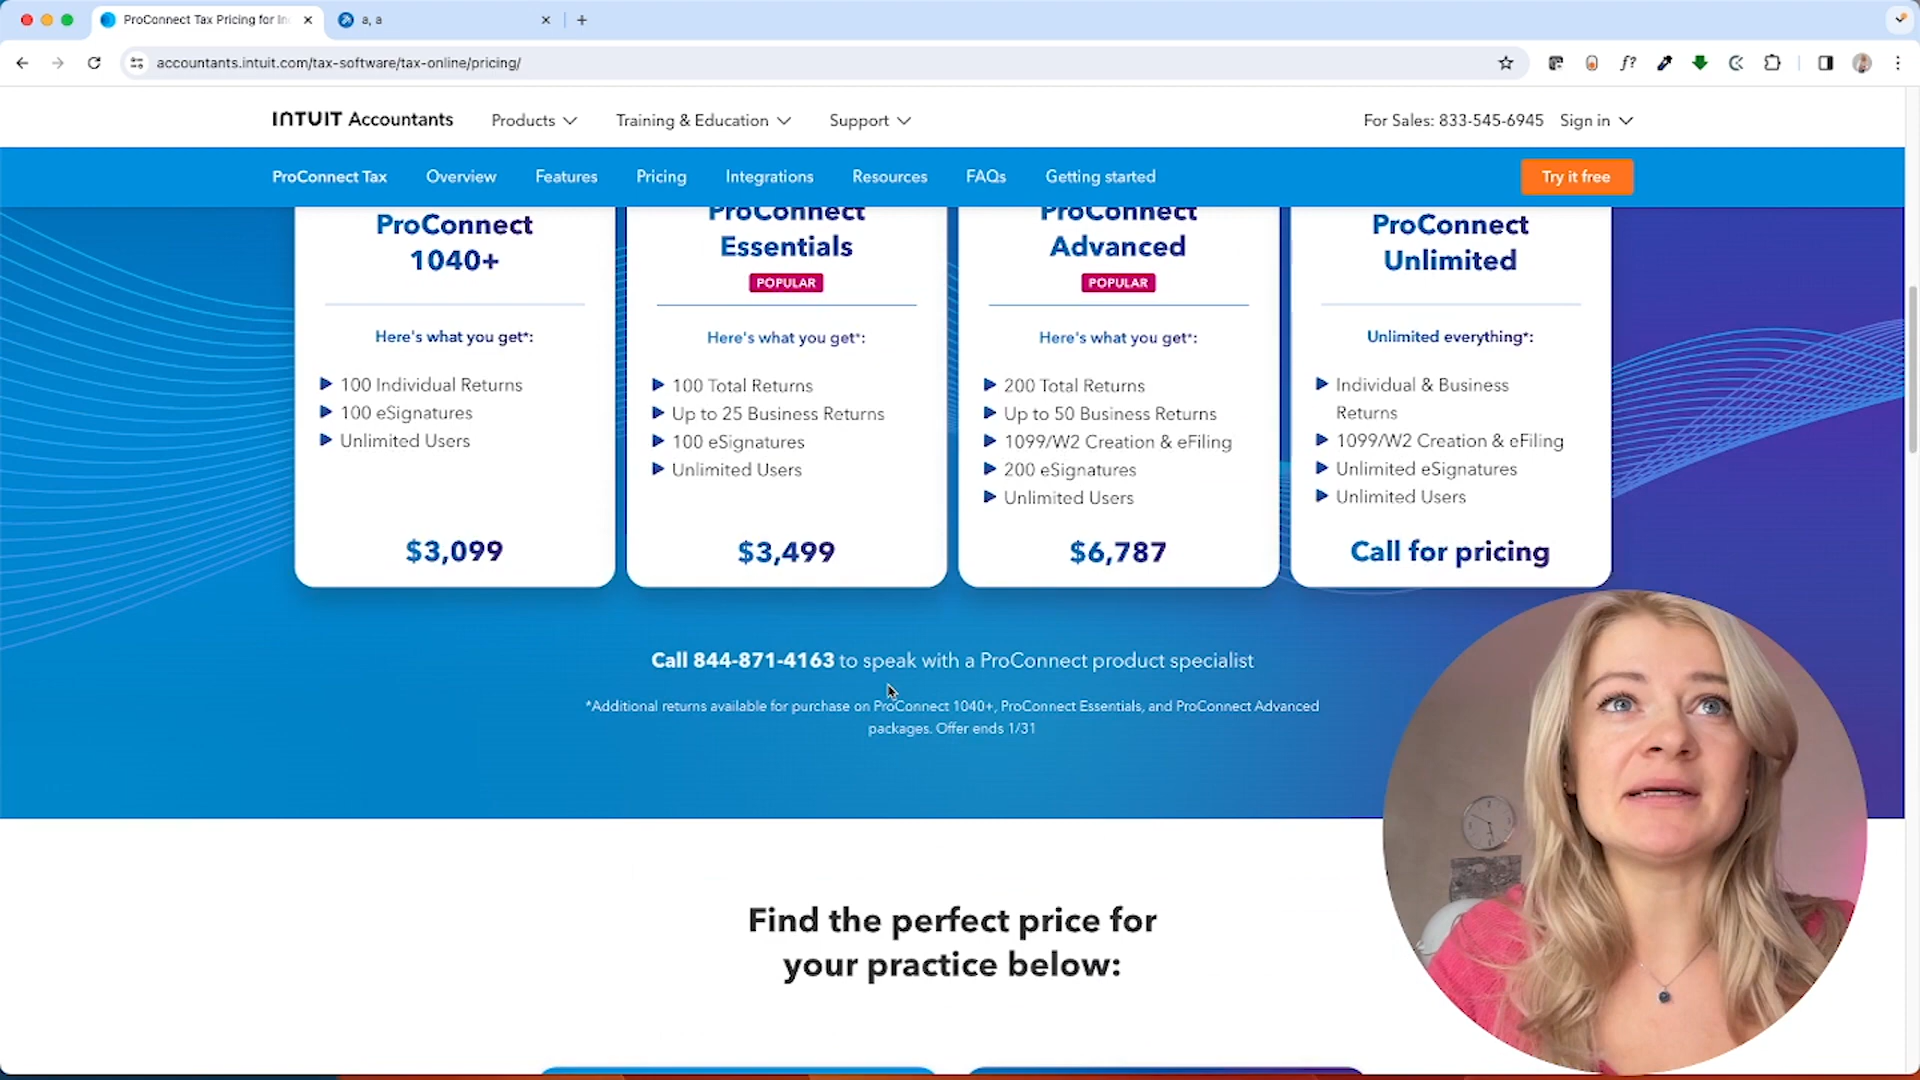 ProConnect Tax Pricing for In
a, a
accountants.intuit.com/tax-software/tax-online/pricing/
f?
INTUIT Accountants
Products
Training & Education
Support
For Sales: 833-545-6945
Sign in
ProConnect Tax
Overview
Features
Pricing
Integrations
Resources
FAQs
Getting started
Try it free
ProConnect
1040+
Here's what you get*:
100 Individual Returns
100 eSignatures
Unlimited Users
$3,099
ProConnect
Essentials
POPULAR
Here's what you get*:
100 Total Returns
Up to 25 Business Returns
100 eSignatures
Unlimited Users
$3,499
ProConnect
Advanced
POPULAR
Here's what you get*:
200 Total Returns
Up to 50 Business Returns
1099/W2 Creation & eFiling
200 eSignatures
Unlimited Users
$6,787
ProConnect
Unlimited
Unlimited everything*:
Individual & Business
Returns
1099/W2 Creation & eFiling
Unlimited eSignatures
Unlimited Users
Call for pricing
Call 844-871-4163 to speak with a ProConnect product specialist
*Additional returns available for purchase on ProConnect 1040+, ProConnect Essentials, and ProConnect Advanced
packages. Offer ends 1/31
Find the perfect price for
your practice below: